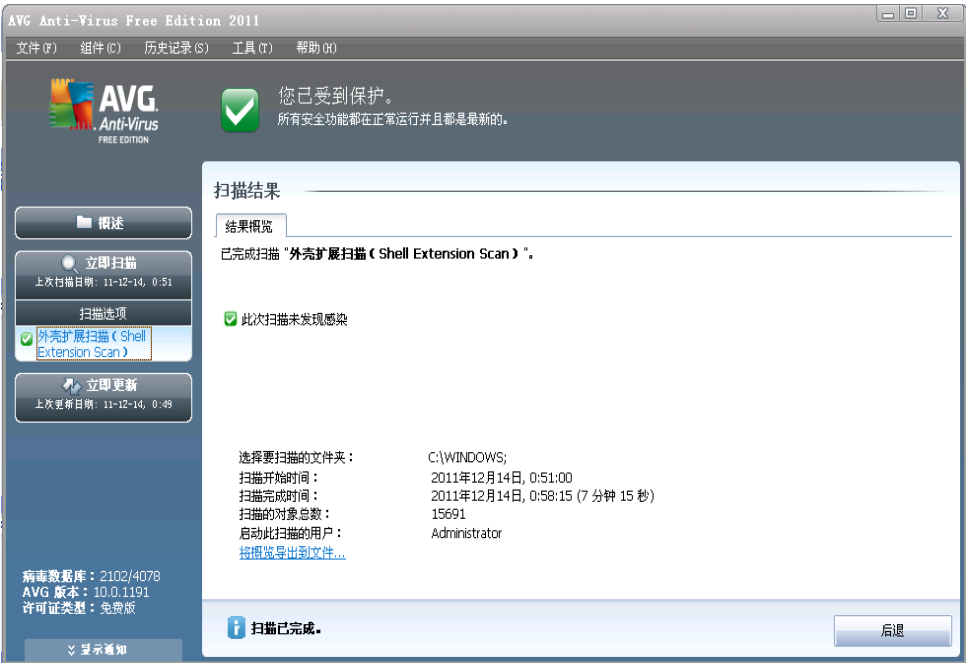 AVG Anti-Virus Free Edition 2011
文件(F) 组件(C) 历史记录(S) 工具(T) 帮助(H)
AVG.
Anti-Virus
FREE EDITION
您已受到保护。
所有安全功能都在正常运行并且都是最新的。
概述
立即扫描
上次扫描日期: 11-12-14, 0:51
扫描选项
外壳扩展扫描(Shell
Extension Scan)
立即更新
上次更新日期: 11-12-14, 0:49
病毒数据库:2102/4078
AVG 版本:10.0.1191
许可证类型:免费版
显示通知
扫描结果
结果概览
已完成扫描 "外壳扩展扫描(Shell Extension Scan)"。
此次扫描未发现感染
选择要扫描的文件夹: C:\WINDOWS;
扫描开始时间: 2011年12月14日, 0:51:00
扫描完成时间: 2011年12月14日, 0:58:15 (7 分钟 15 秒)
扫描的对象总数: 15691
启动此扫描的用户: Administrator
将概览导出到文件...
扫描已完成。
后退